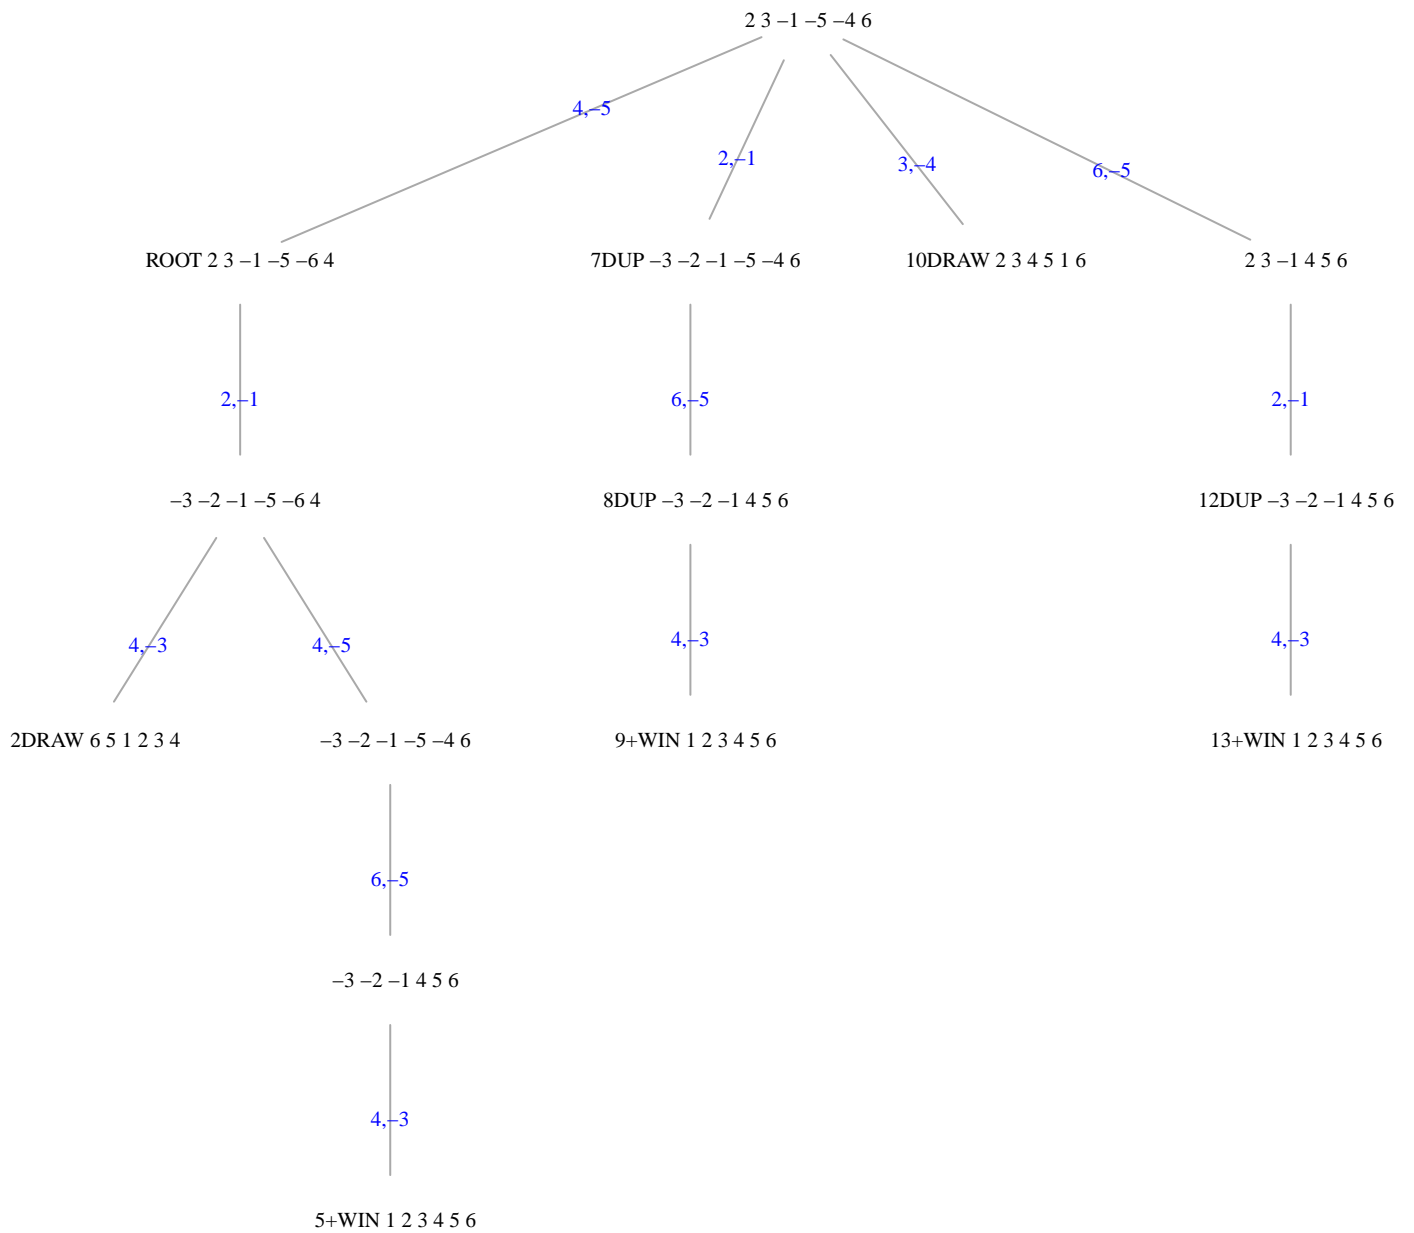 2 3 –1 –5 –4 6
4,–5
2,–1
3,–4
6,–5
ROOT 2 3 –1 –5 –6 4
7DUP –3 –2 –1 –5 –4 6
10DRAW 2 3 4 5 1 6
2 3 –1 4 5 6
2,–1
6,–5
2,–1
–3 –2 –1 –5 –6 4
8DUP –3 –2 –1 4 5 6
12DUP –3 –2 –1 4 5 6
4,–3
4,–5
4,–3
4,–3
2DRAW 6 5 1 2 3 4
–3 –2 –1 –5 –4 6
9+WIN 1 2 3 4 5 6
13+WIN 1 2 3 4 5 6
6,–5
–3 –2 –1 4 5 6
4,–3
5+WIN 1 2 3 4 5 6